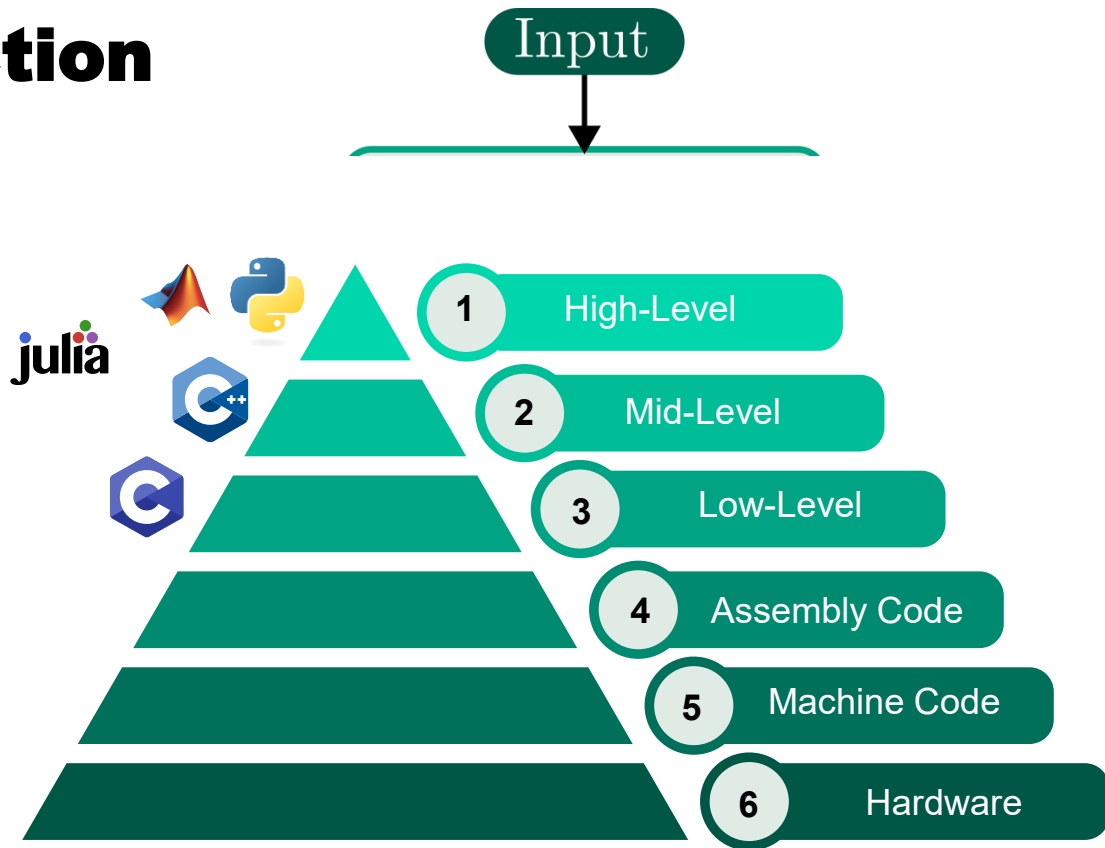 ction
Input
1 High-Level
julia
2 Mid-Level
C++
C
3 Low-Level
4 Assembly Code
5 Machine Code
6 Hardware